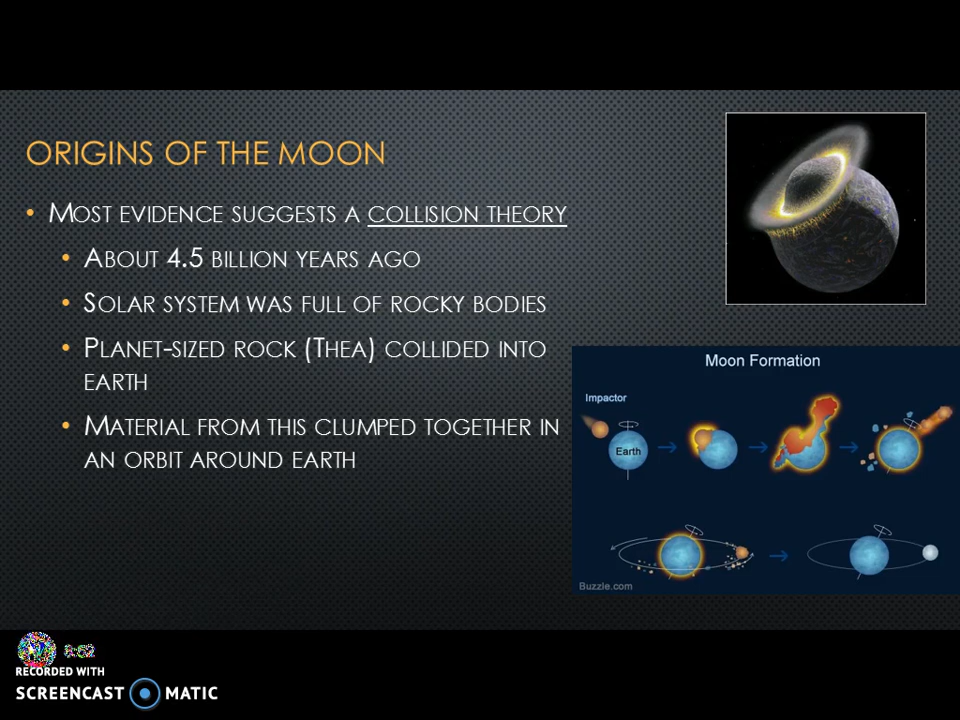 ORIGINS OF THE MOON
• MOST EVIDENCE SUGGESTS A COLLISION THEORY
• ABOUT 4.5 BILLION YEARS AGO
• SOLAR SYSTEM WAS FULL OF ROCKY BODIES
• PLANET-SIZED ROCK (THEA) COLLIDED INTO
EARTH
• MATERIAL FROM THIS CLUMPED TOGETHER IN
AN ORBIT AROUND EARTH
Moon Formation
Impactor
Earth
Buzzle.com
RECORDED WITH
SCREENCAST MATIC